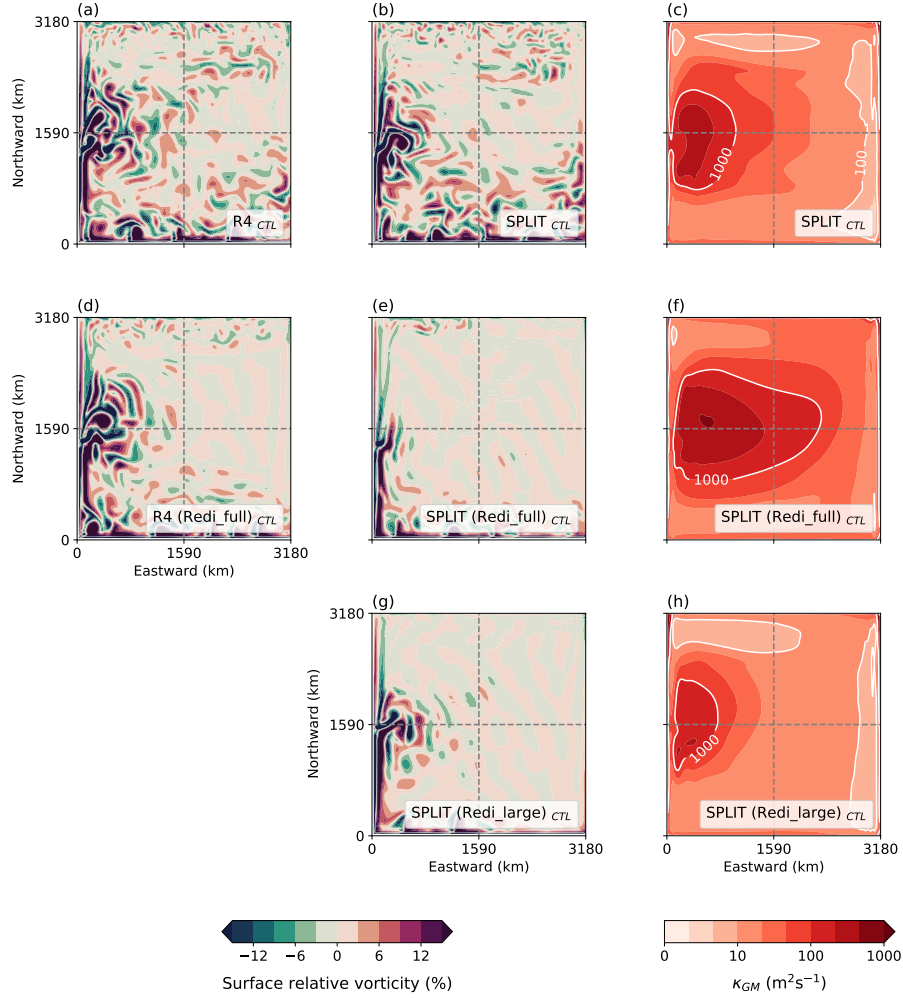 (a)
(b)
(c)
3180
1590
0
Northward (km)
R4 CTL
SPLIT CTL
1000
100
SPLIT CTL
(d)
(e)
(f)
3180
1590
0
Northward (km)
R4 (Redi_full) CTL
SPLIT (Redi_full) CTL
1000
SPLIT (Redi_full) CTL
0 1590 3180
Eastward (km)
(g)
(h)
3180
1590
0
Northward (km)
SPLIT (Redi_large) CTL
1000
SPLIT (Redi_large) CTL
0 1590 3180
Eastward (km)
0 1590 3180
Eastward (km)
−12 −6 0 6 12
Surface relative vorticity (%)
0 10 100 1000
κGM (m²s⁻¹)